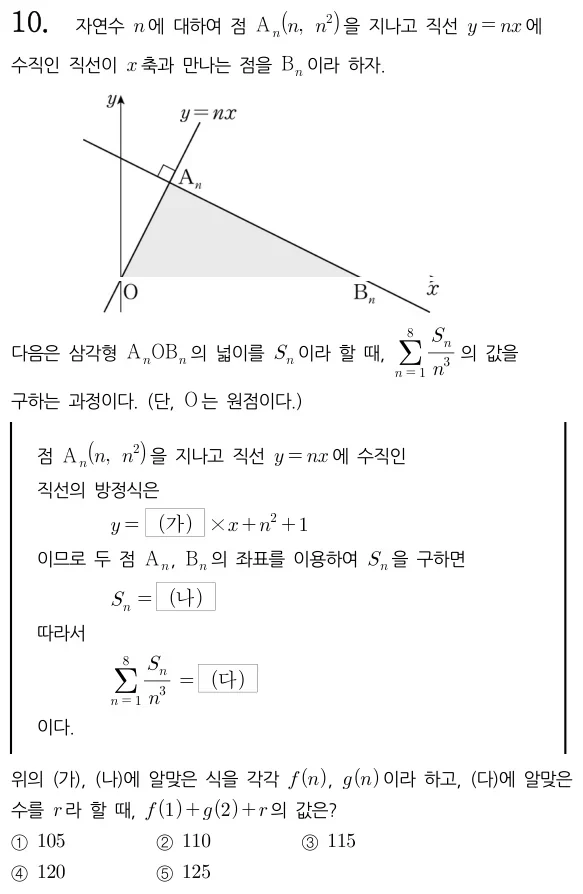 10. 자연수 n에 대하여 점 Aₙ(n, n²)을 지나고 직선 y=nx에
수직인 직선이 x축과 만나는 점을 Bₙ이라 하자.
y
y=nx
Aₙ
O
Bₙ
x
다음은 삼각형 AₙOBₙ의 넓이를 Sₙ이라 할 때, ∑_{n=1}^{8} Sₙ/n³의 값을
구하는 과정이다. (단, O는 원점이다.)
점 Aₙ(n, n²)을 지나고 직선 y=nx에 수직인
직선의 방정식은
y= (가) ×x+n²+1
이므로 두 점 Aₙ, Bₙ의 좌표를 이용하여 Sₙ을 구하면
Sₙ = (나)
따라서
∑_{n=1}^{8} Sₙ/n³ = (다)
이다.
위의 (가), (나)에 알맞은 식을 각각 f(n), g(n)이라 하고, (다)에 알맞은
수를 r라 할 때, f(1)+g(2)+r의 값은?
① 105 ② 110 ③ 115
④ 120 ⑤ 125